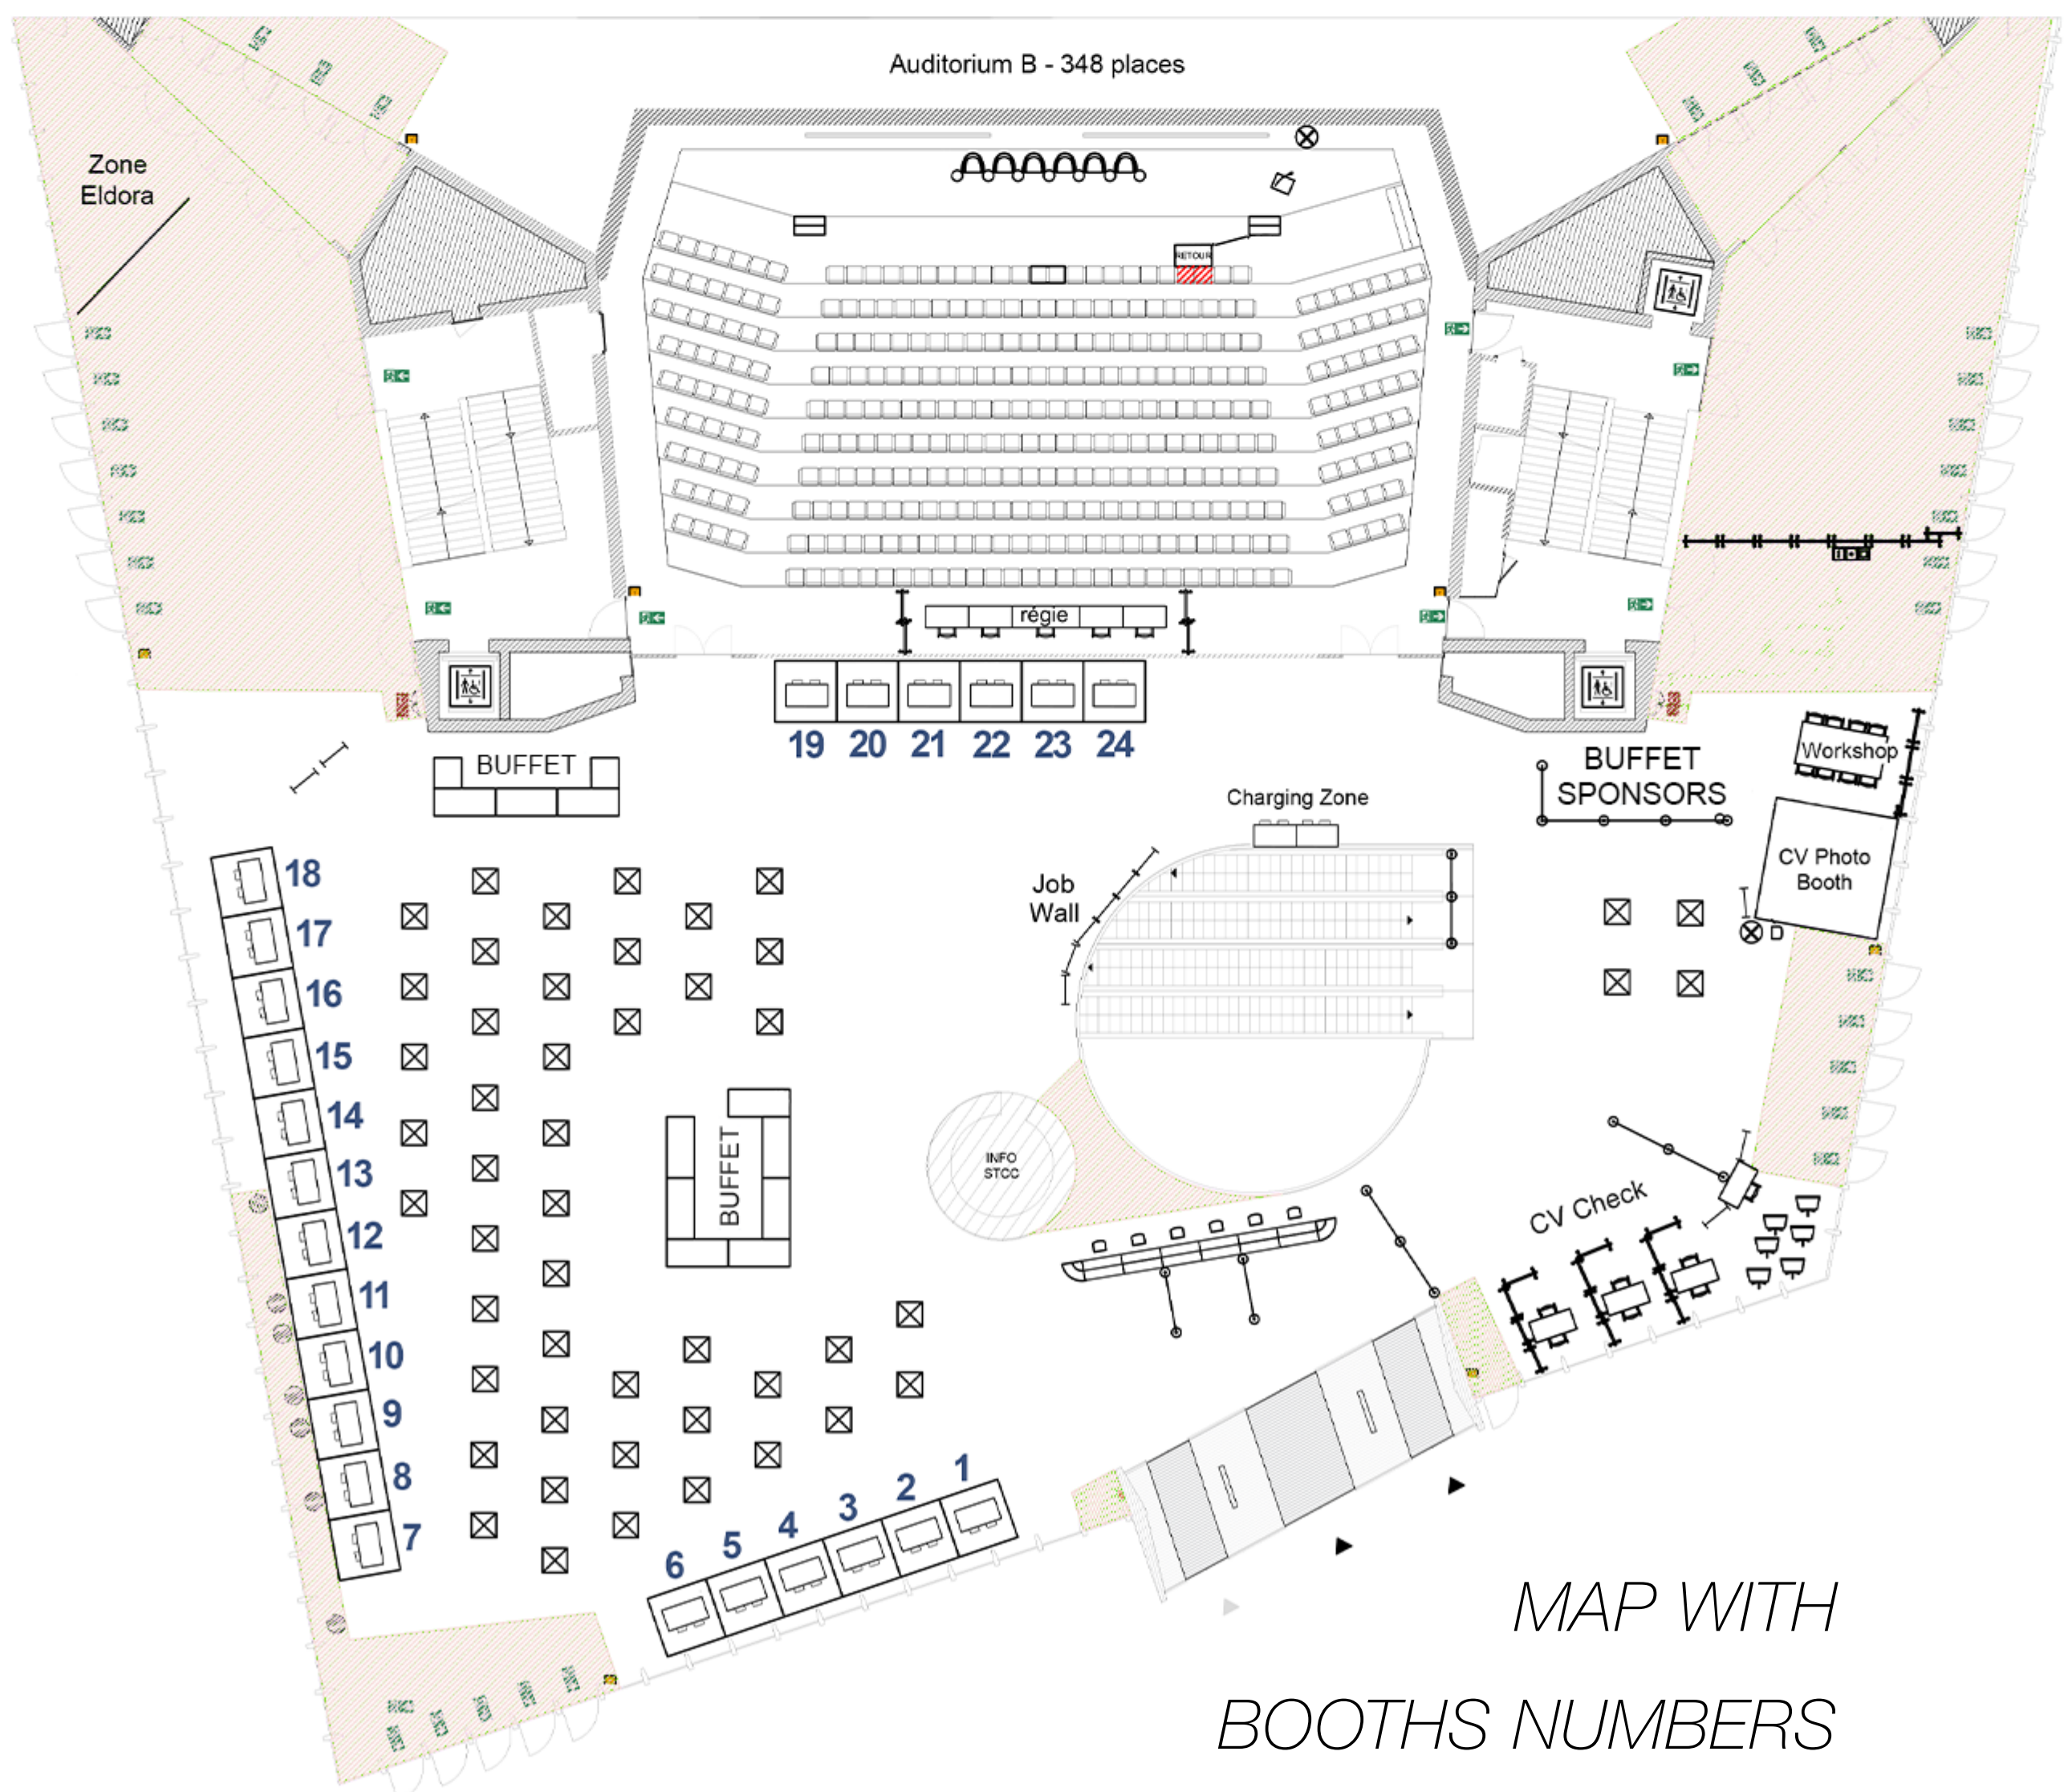 Auditorium B - 348 places
Zone
Eldora
RETOUR
régie
19 20 21 22 23 24
BUFFET
BUFFET
SPONSORS
Workshop
Charging Zone
CV Photo
Booth
Job
Wall
18
17
16
15
14
13
12
11
10
9
8
7
BUFFET
INFO
STCC
CV Check
1
2
3
4
5
6
MAP WITH
BOOTHS NUMBERS